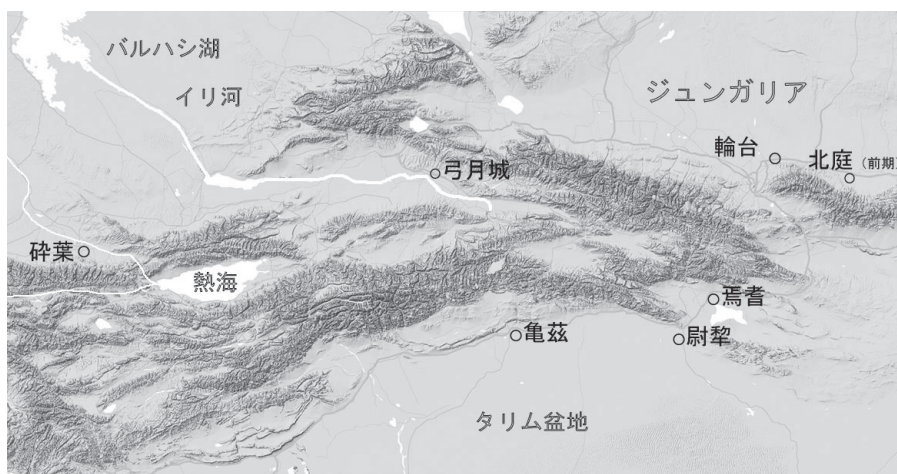 バルハシ湖
イリ河
ジュンガリア
輪台
北庭(前期)
弓月城
砕葉
熱海
焉耆
亀茲
尉犂
タリム盆地